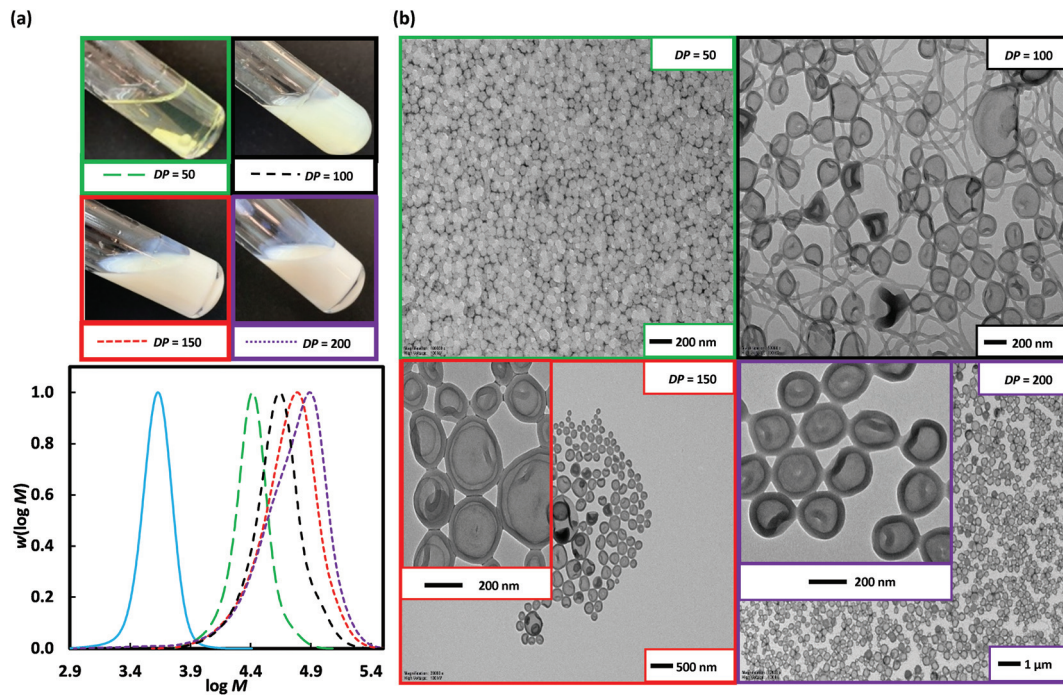 (a)
DP = 50
DP = 100
DP = 150
DP = 200
w(log M)
1.0
0.8
0.6
0.4
0.2
0.0
2.9
3.4
3.9
4.4
4.9
5.4
log M
(b)
DP = 50
200 nm
DP = 100
200 nm
DP = 150
200 nm
500 nm
DP = 200
200 nm
1 µm